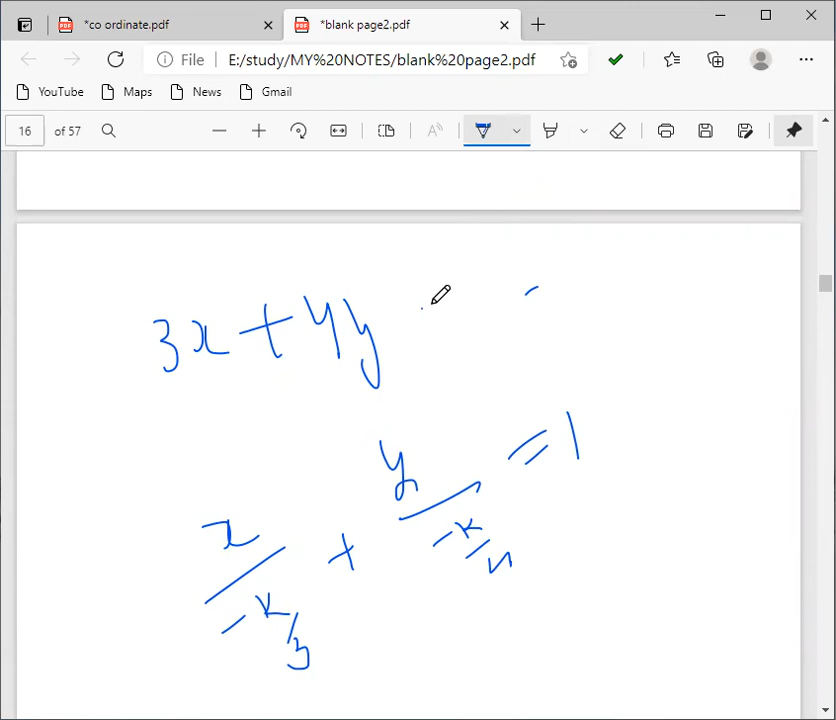 *co ordinate.pdf *blank page2.pdf
File E:/study/MY%20NOTES/blank%20page2.pdf
YouTube Maps News Gmail
16 of 57
3x + 4y -
x/(-k/3) + y/(-k/4) = 1